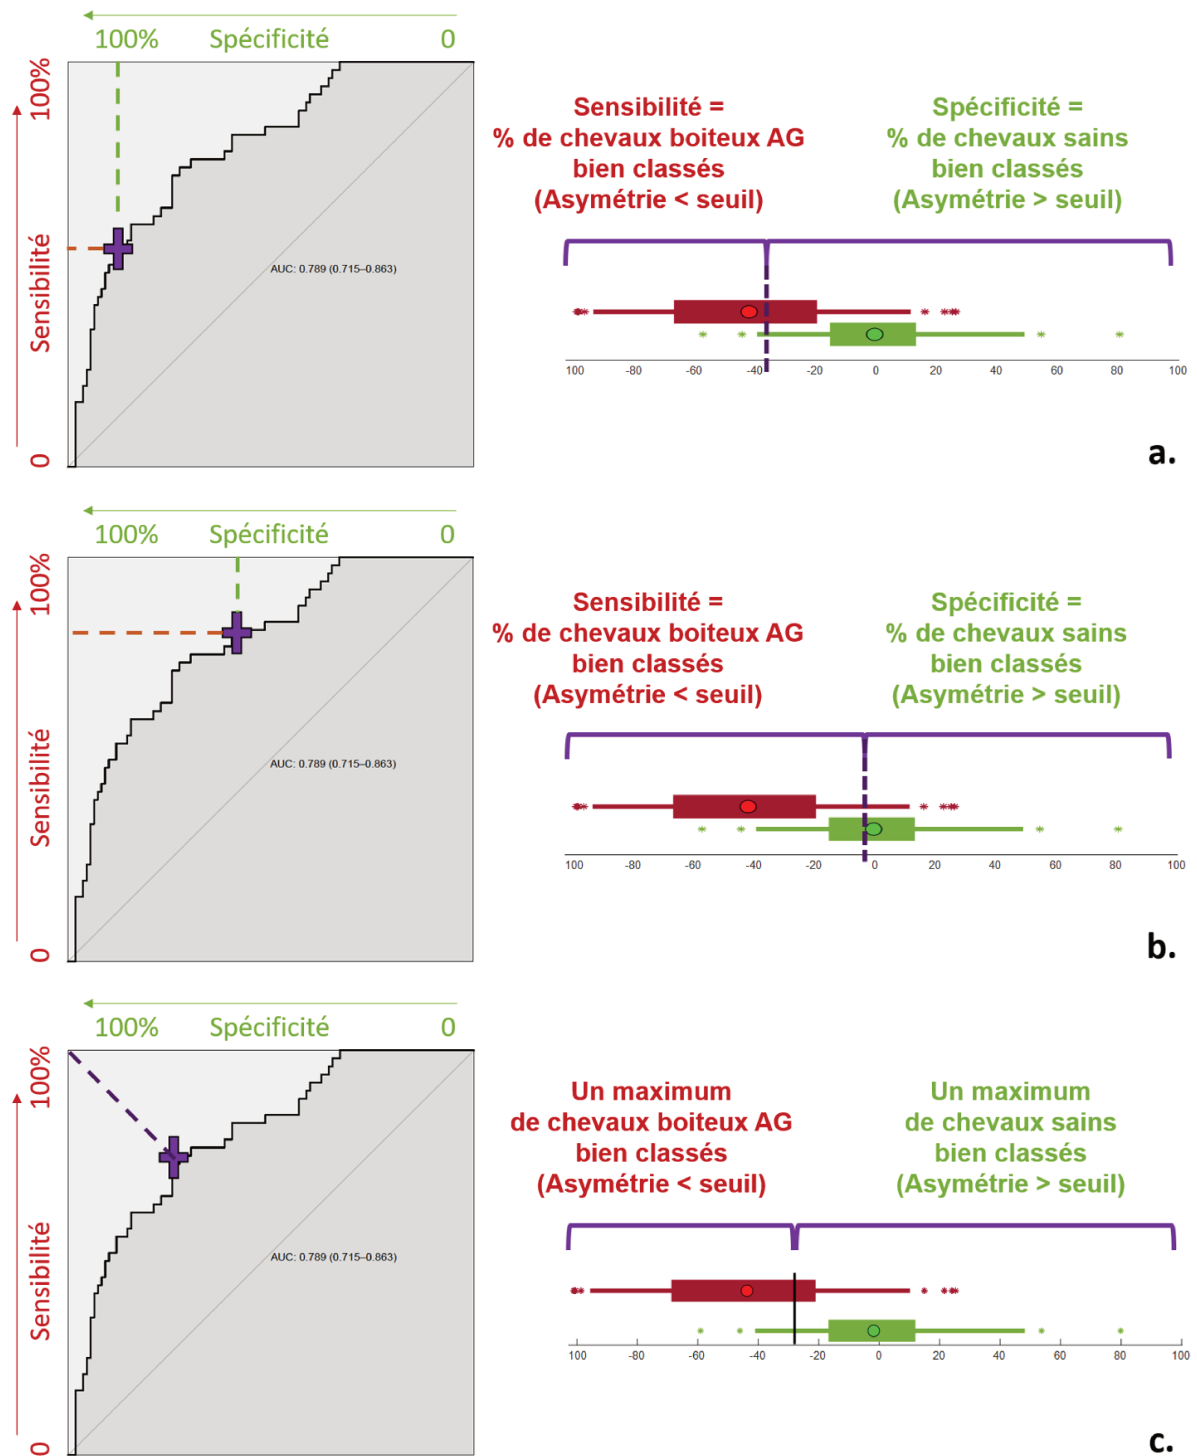 100% Spécificité 0
100%
Sensibilité
0
AUC: 0.789 (0.715–0.863)
Sensibilité =
% de chevaux boiteux AG
bien classés
(Asymétrie < seuil)
Spécificité =
% de chevaux sains
bien classés
(Asymétrie > seuil)
100 -80 -60 -40 -20 0 20 40 60 80 100
a.
100% Spécificité 0
100%
Sensibilité
0
AUC: 0.789 (0.715–0.863)
Sensibilité =
% de chevaux boiteux AG
bien classés
(Asymétrie < seuil)
Spécificité =
% de chevaux sains
bien classés
(Asymétrie > seuil)
100 -80 -60 -40 -20 0 20 40 60 80 100
b.
100% Spécificité 0
100%
Sensibilité
0
AUC: 0.789 (0.715–0.863)
Un maximum
de chevaux boiteux AG
bien classés
(Asymétrie < seuil)
Un maximum
de chevaux sains
bien classés
(Asymétrie > seuil)
100 -80 -60 -40 -20 0 20 40 60 80 100
c.